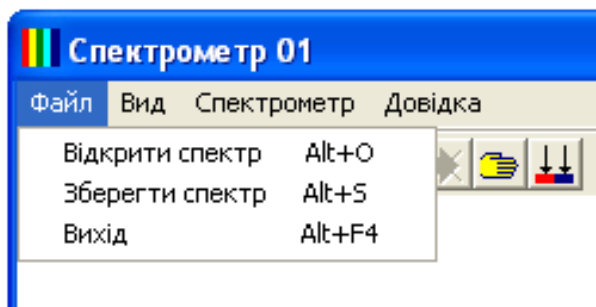 Спектрометр 01
Файл Вид Спектрометр Довідка
Відкрити спектр Alt+O
Зберегти спектр Alt+S
Вихід Alt+F4